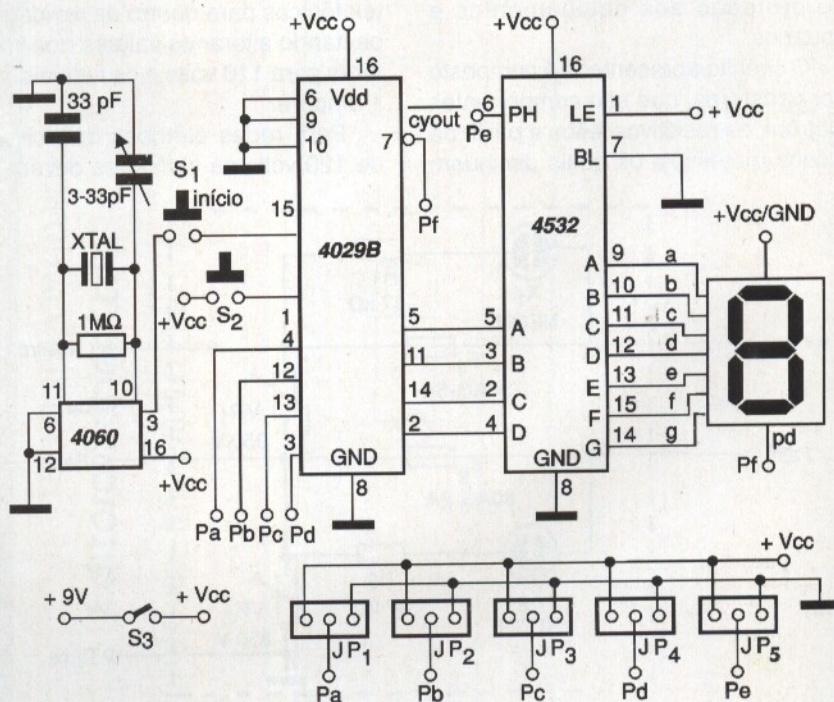 +Vcc
+Vcc
16
16
33 pF
6
Vdd
9
10
7
cyout
6
Pe
PH
LE
5
+ Vcc
BL
7
3-33pF
S1
início
Pf
15
4029B
4532
+Vcc/GND
XTAL
S2
+Vcc
A 9 a
B 10 b
C 11 c
D 12 d
E 13 e
F 15 f
G 14 g
1MΩ
1
4
5 5 A
11 3 B
14 2 C
2 4 D
12
13
3
11
10
6
4060
3
12
16
+Vcc
GND
8
GND
8
pd
Pf
Pa Pb Pc Pd
+ Vcc
+ 9V
+ Vcc
S3
JP1
JP2
JP3
JP4
JP5
Pa
Pb
Pc
Pd
Pe